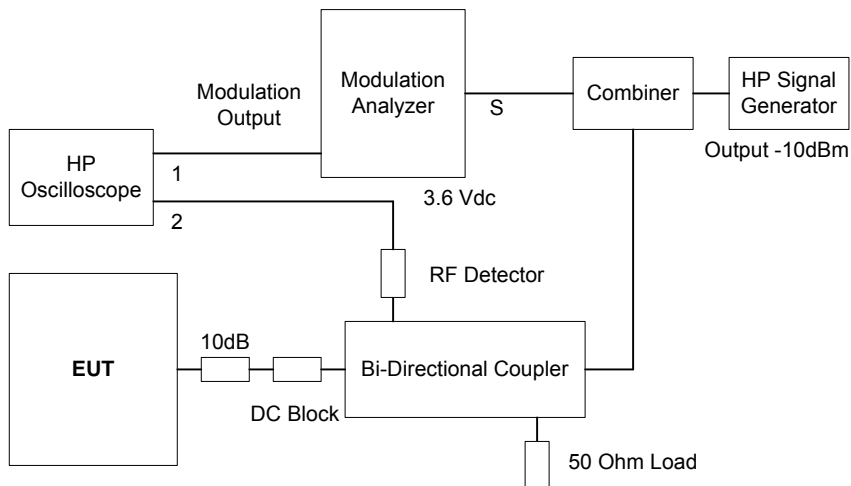 Modulation
Analyzer
Combiner
HP Signal
Generator
Modulation
Output
S
Output -10dBm
HP
Oscilloscope
1
2
3.6 Vdc
RF Detector
EUT
10dB
DC Block
Bi-Directional Coupler
50 Ohm Load